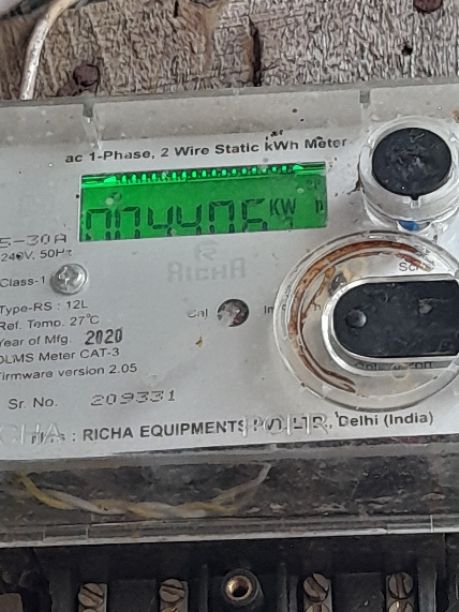 ac 1-Phase, 2 Wire Static kWh Meter
004406 KW
h
5-30A
240V, 50Hz
RICHA
Class-1
Type-RS : 12L
Cal
Ref. Temp. 27°C
Year of Mfg. 2020
DLMS Meter CAT-3
Firmware version 2.05
Sr. No. 209331
: RICHA EQUIPMENTS Delhi (India)